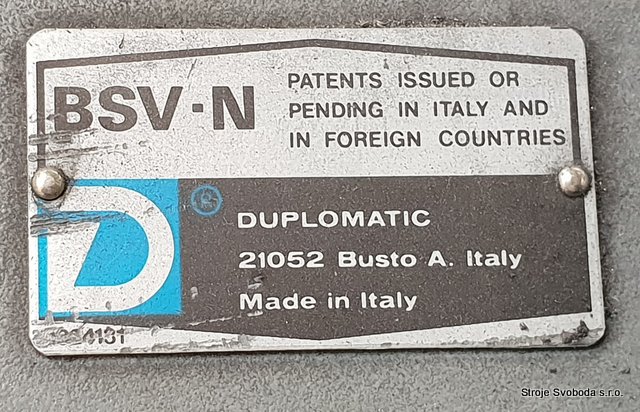 BSV·N
PATENTS ISSUED OR
PENDING IN ITALY AND
IN FOREIGN COUNTRIES
D
®
DUPLOMATIC
21052 Busto A. Italy
Made in Italy
Stroje Svoboda s.r.o.